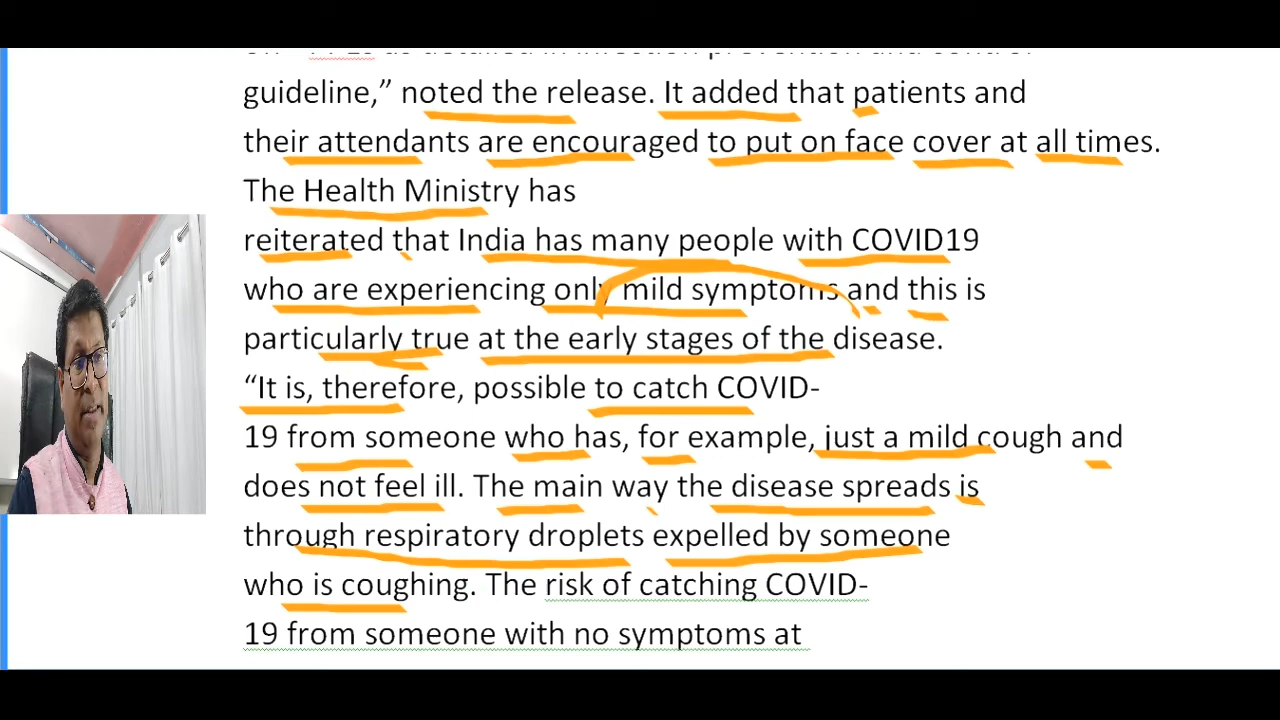 guideline,” noted the release. It added that patients and
their attendants are encouraged to put on face cover at all times.
The Health Ministry has
reiterated that India has many people with COVID19
who are experiencing only mild symptoms and this is
particularly true at the early stages of the disease.
“It is, therefore, possible to catch COVID-
19 from someone who has, for example, just a mild cough and
does not feel ill. The main way the disease spreads is
through respiratory droplets expelled by someone
who is coughing. The risk of catching COVID-
19 from someone with no symptoms at